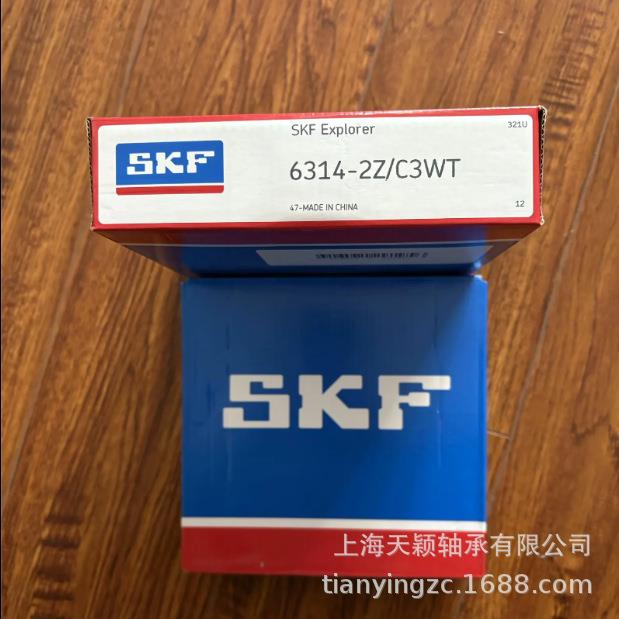 SKF Explorer
321U
SKF
6314-2Z/C3WT
47-MADE IN CHINA
12
SKF
上海天颖轴承有限公司
tianyingzc.1688.com